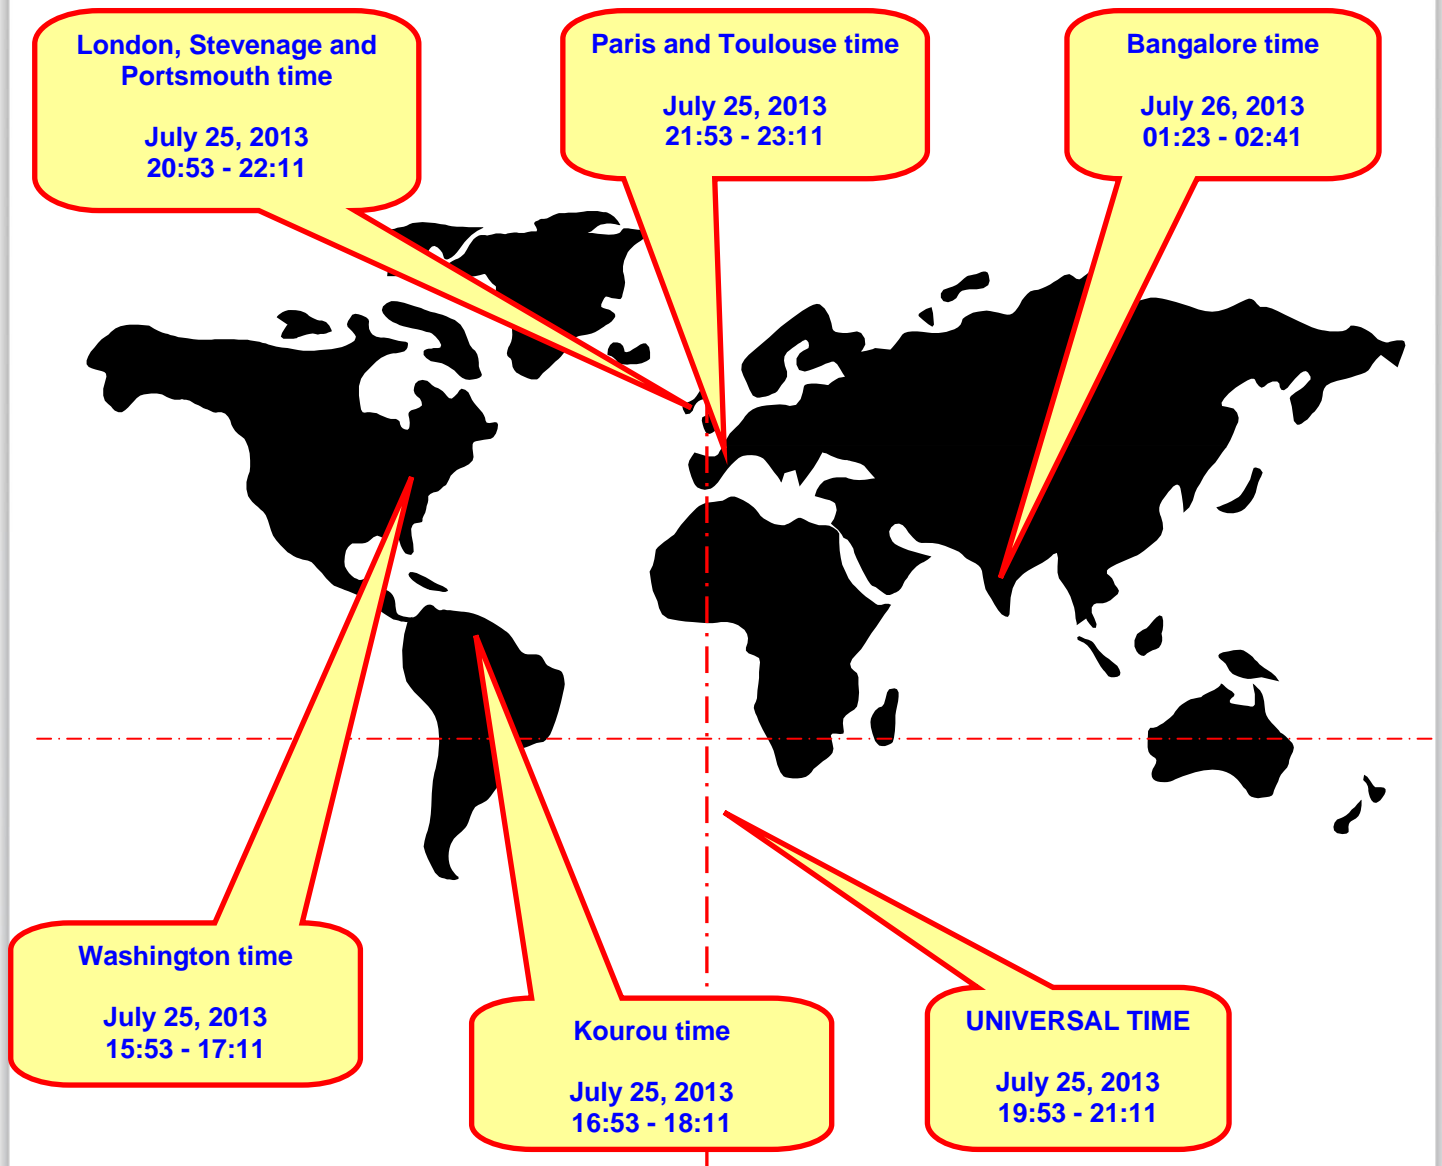 London, Stevenage and
Portsmouth time
July 25, 2013
20:53 - 22:11
Paris and Toulouse time
July 25, 2013
21:53 - 23:11
Bangalore time
July 26, 2013
01:23 - 02:41
Washington time
July 25, 2013
15:53 - 17:11
Kourou time
July 25, 2013
16:53 - 18:11
UNIVERSAL TIME
July 25, 2013
19:53 - 21:11